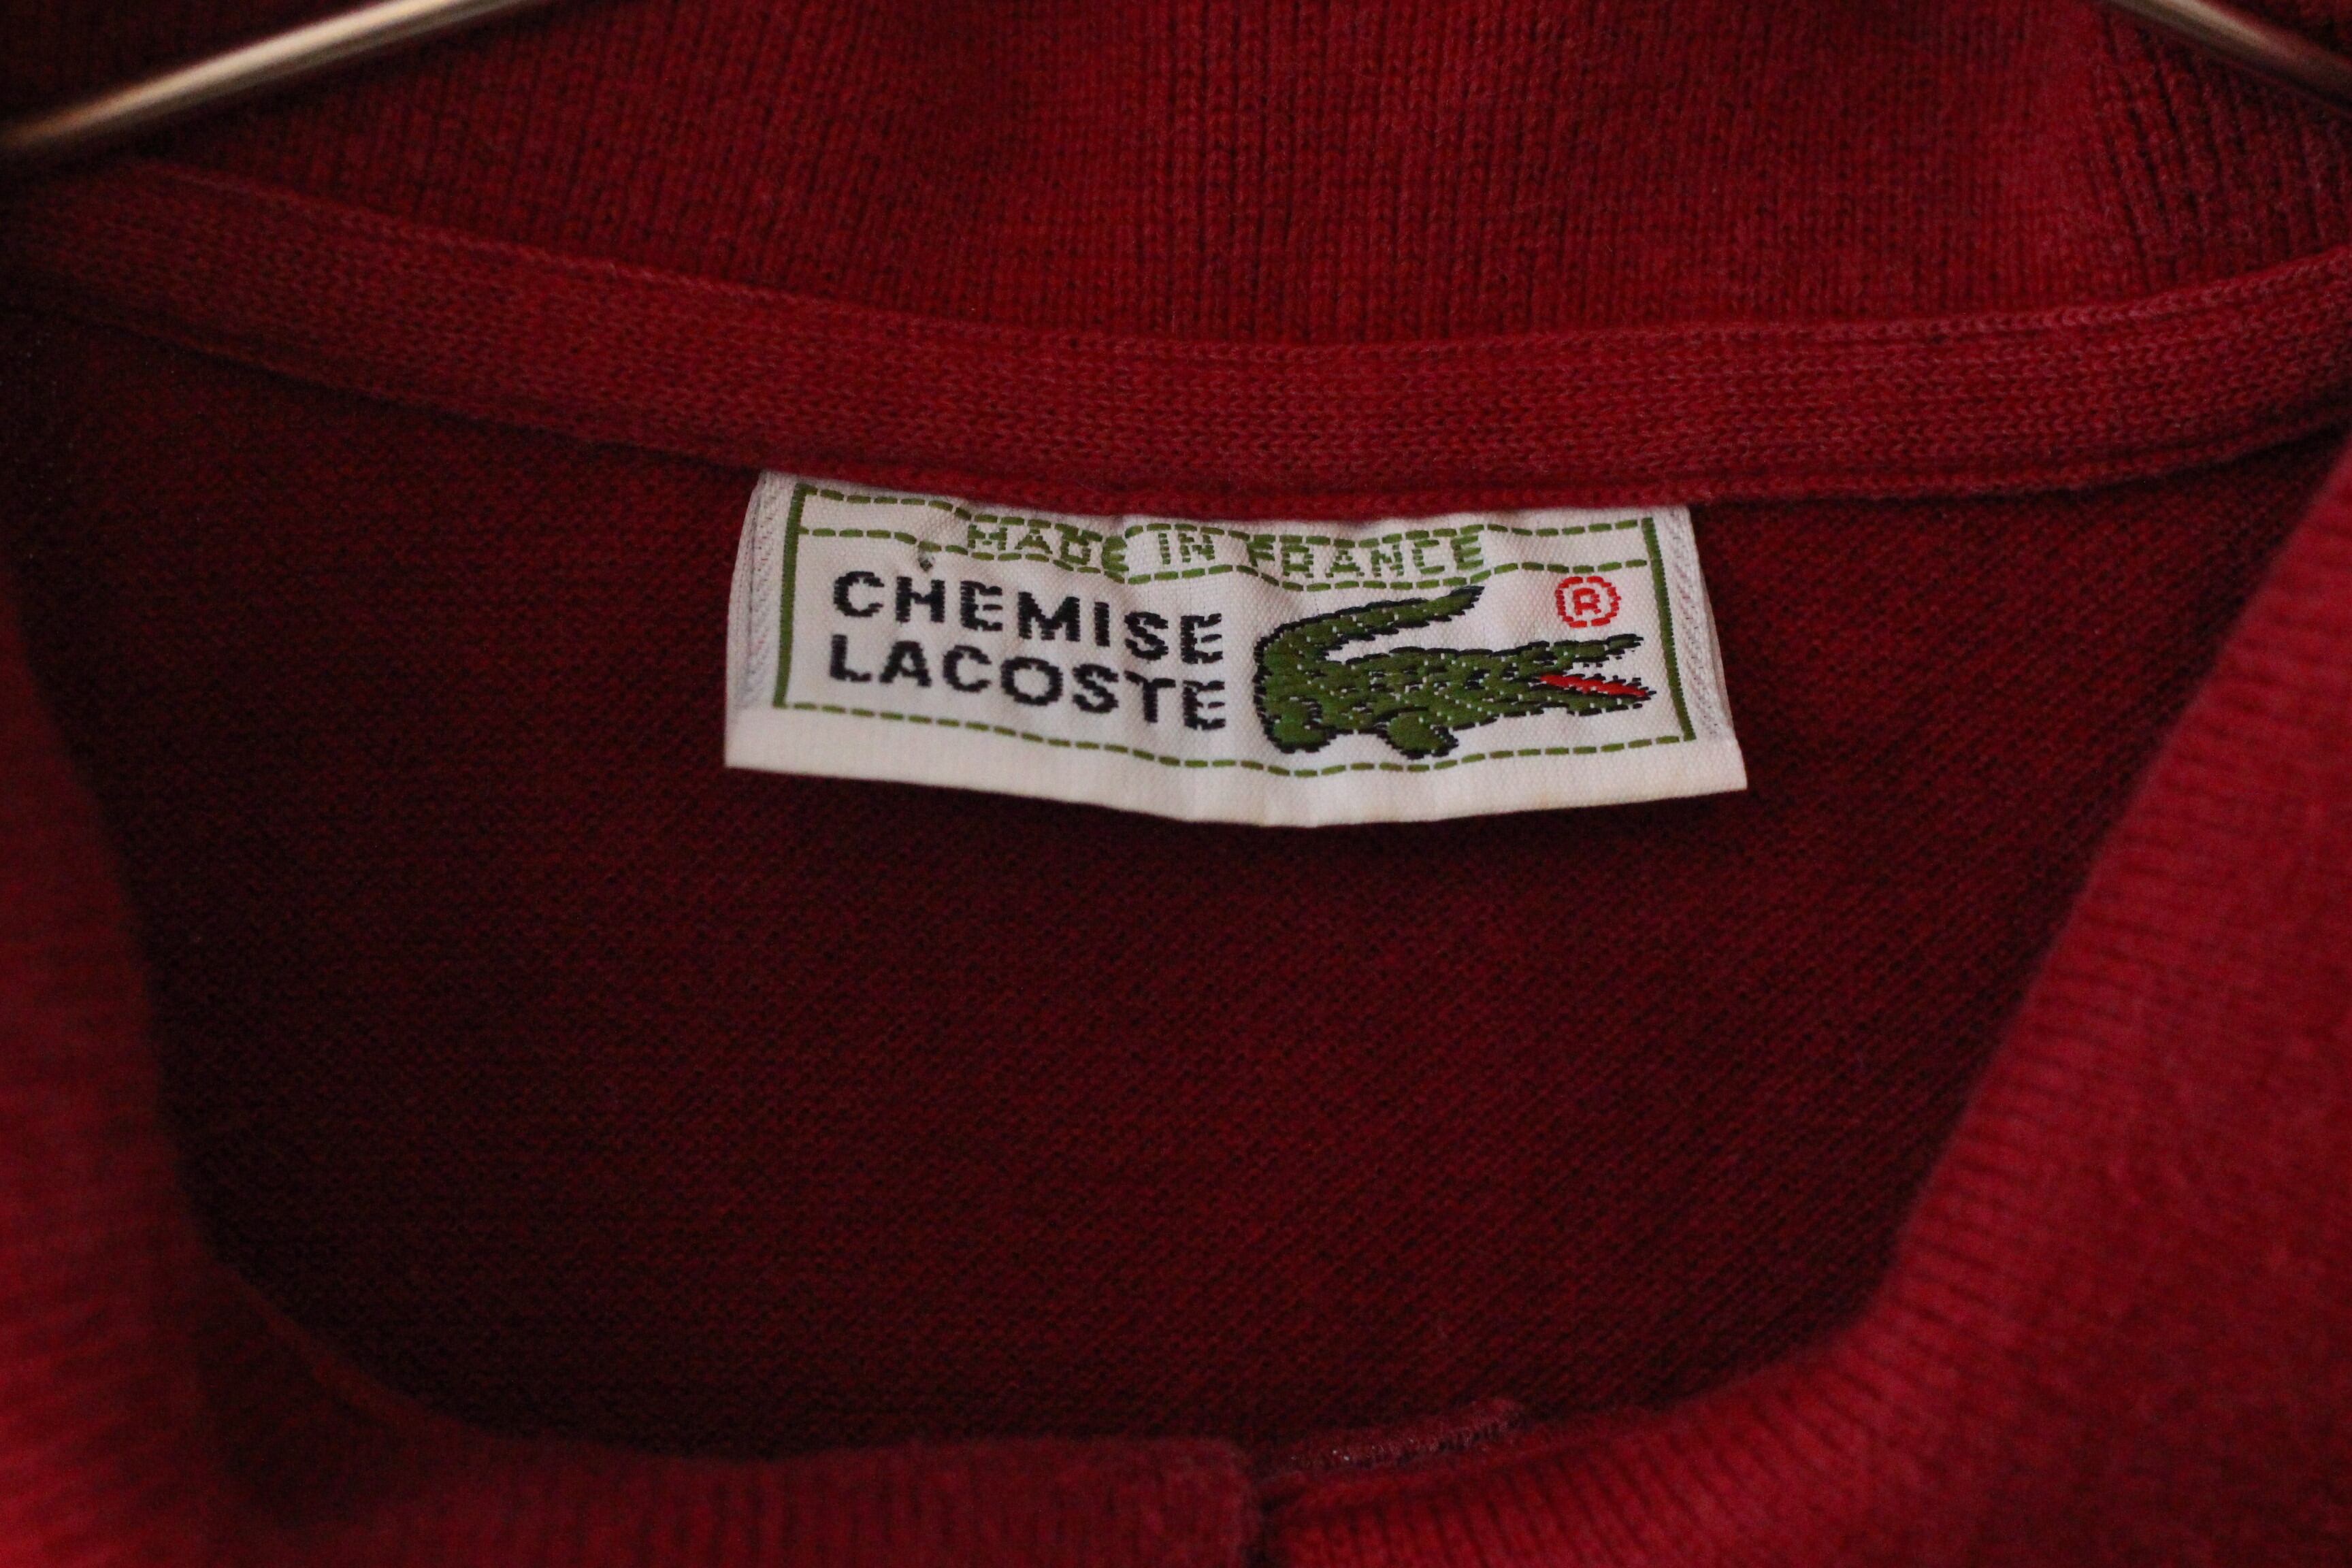 MADE IN FRANCE
CHEMISE
LACOSTE
®